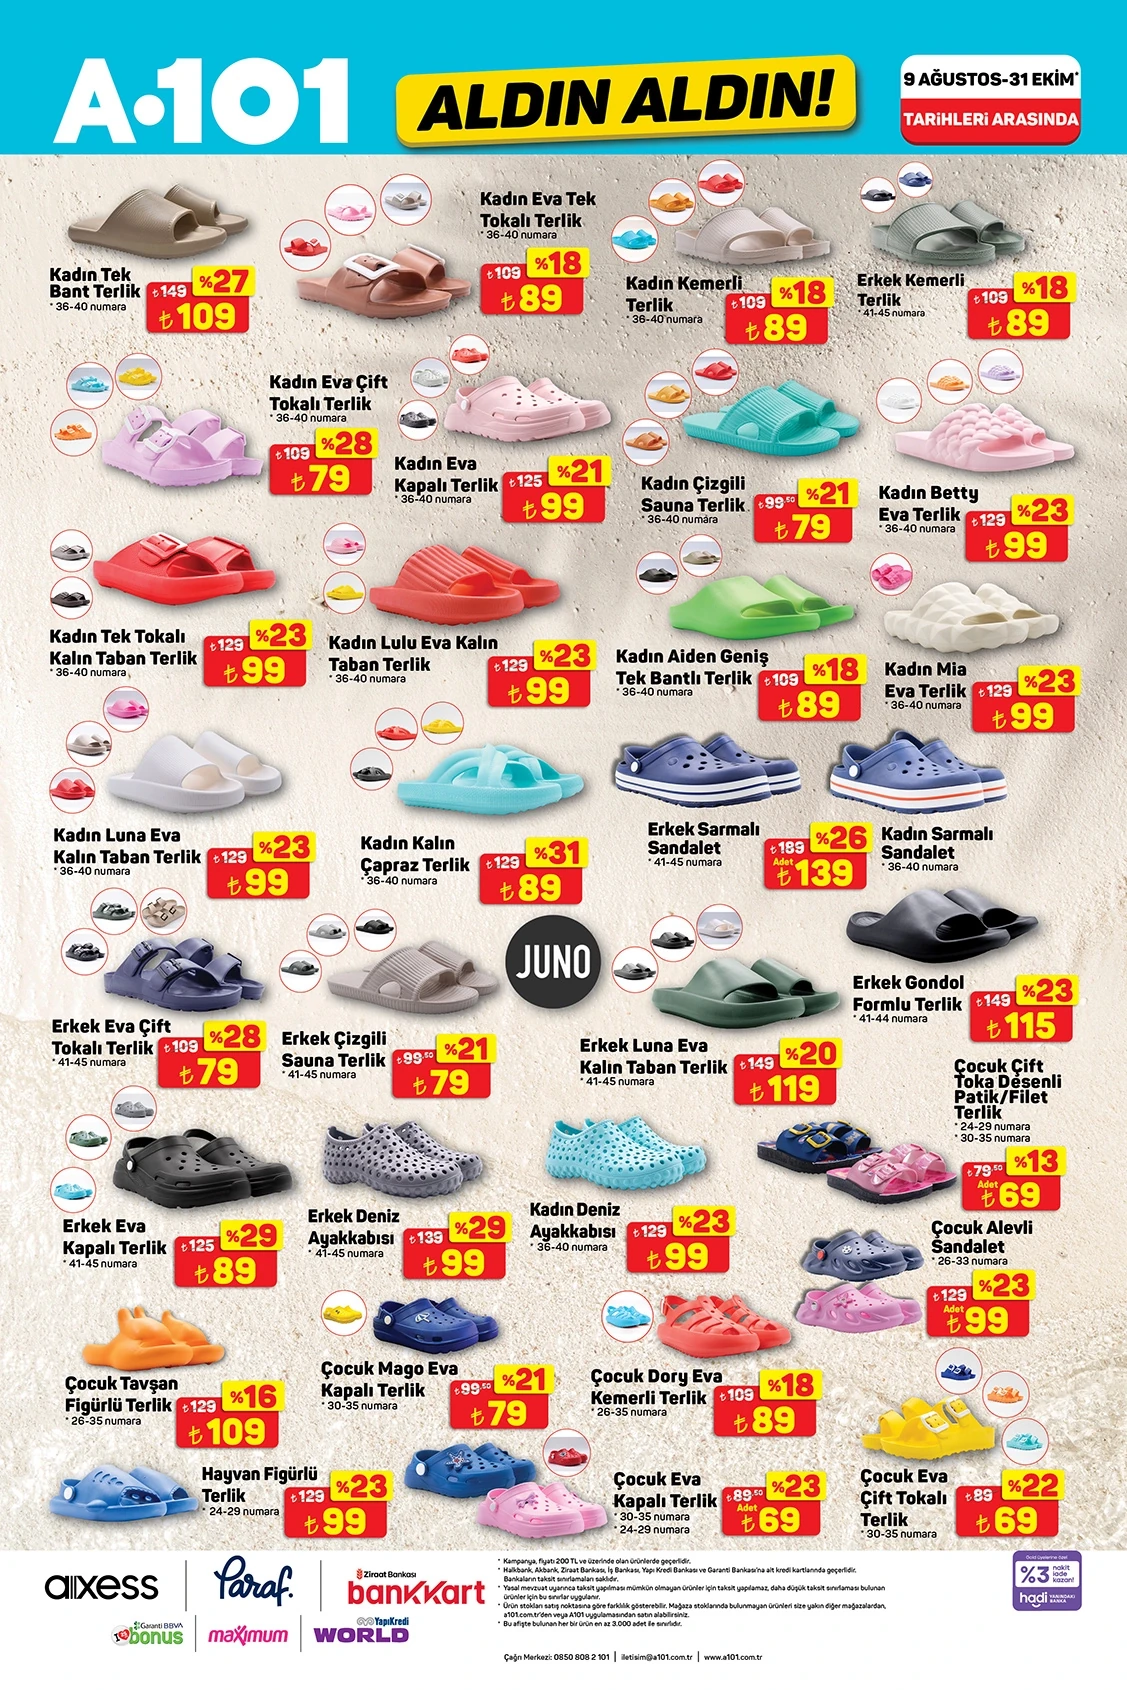 A·101
ALDIN ALDIN!
9 AĞUSTOS-31 EKİM*
TARİHLERİ ARASINDA
Kadın Tek
Bant Terlik
* 36-40 numara
₺149
%27
₺109
Kadın Eva Tek
Tokalı Terlik
* 36-40 numara
₺109
%18
₺89
Kadın Kemerli
Terlik
* 36-40 numara
₺109
%18
₺89
Erkek Kemerli
Terlik
* 41-45 numara
₺109
%18
₺89
Kadın Eva Çift
Tokalı Terlik
* 36-40 numara
₺109
%28
₺79
Kadın Eva
Kapalı Terlik
* 36-40 numara
₺125
%21
₺99
Kadın Çizgili
Sauna Terlik
* 36-40 numara
₺99.50
%21
₺79
Kadın Betty
Eva Terlik
* 36-40 numara
₺129
%23
₺99
Kadın Tek Tokalı
Kalın Taban Terlik
* 36-40 numara
₺129
%23
₺99
Kadın Lulu Eva Kalın
Taban Terlik
* 36-40 numara
₺129
%23
₺99
Kadın Aiden Geniş
Tek Bantlı Terlik
* 36-40 numara
₺109
%18
₺89
Kadın Mia
Eva Terlik
* 36-40 numara
₺129
%23
₺99
Kadın Luna Eva
Kalın Taban Terlik
* 36-40 numara
₺129
%23
₺99
Kadın Kalın
Çapraz Terlik
* 36-40 numara
₺129
%31
₺89
Erkek Sarmalı
Sandalet
* 41-45 numara
₺189
%26
Adet
₺139
Kadın Sarmalı
Sandalet
* 36-40 numara
Erkek Eva Çift
Tokalı Terlik
* 41-45 numara
₺109
%28
₺79
Erkek Çizgili
Sauna Terlik
* 41-45 numara
₺99.50
%21
₺79
JUNO
Erkek Luna Eva
Kalın Taban Terlik
* 41-45 numara
₺149
%20
₺119
Erkek Gondol
Formlu Terlik
* 41-44 numara
₺149
%23
₺115
Çocuk Çift
Toka Desenli
Patik/Filet
Terlik
* 24-29 numara
* 30-35 numara
₺79.50
%13
Adet
₺69
Erkek Eva
Kapalı Terlik
* 41-45 numara
₺125
%29
₺89
Erkek Deniz
Ayakkabısı
* 41-45 numara
₺139
%29
₺99
Kadın Deniz
Ayakkabısı
* 36-40 numara
₺129
%23
₺99
Çocuk Alevli
Sandalet
* 26-33 numara
₺129
%23
Adet
₺99
Çocuk Tavşan
Figürlü Terlik
* 26-35 numara
₺129
%16
₺109
Çocuk Mago Eva
Kapalı Terlik
* 30-35 numara
₺99.50
%21
₺79
Çocuk Dory Eva
Kemerli Terlik
* 26-35 numara
₺109
%18
₺89
Hayvan Figürlü
Terlik
* 24-29 numara
₺129
%23
₺99
Çocuk Eva
Kapalı Terlik
* 30-35 numara
* 24-29 numara
₺89.50
%23
Adet
₺69
Çocuk Eva
Çift Tokalı
Terlik
* 30-35 numara
₺89
%22
₺69
axess
Paraf.
Ziraat Bankası
bankkart
Garanti BBVA
bonus
maximum
YapıKredi
WORLD
* Kampanya, fiyatı 200 TL ve üzerinde olan ürünlerde geçerlidir.
* Halkbank, Akbank, Ziraat Bankası, İş Bankası, Yapı Kredi Bankası ve Garanti Bankası'na ait kredi kartlarında geçerlidir.
Bankaların taksit sınırlamaları saklıdır.
* Yasal mevzuat uyarınca taksit yapılması mümkün olmayan ürünler için taksit yapılamaz, daha düşük taksit sınırlaması bulunan
ürünler için bu sınırlar uygulanır.
* Ürün stokları satış noktasına göre farklılık gösterebilir. Mağaza stoklarında bulunmayan ürünleri size yakın diğer mağazalardan,
a101.com.tr'den veya A101 uygulamasından satın alabilirsiniz.
* Bu afişte bulunan her bir ürün en az 3.000 adet ile sınırlıdır.
Çağrı Merkezi: 0850 808 2 101 | iletisim@a101.com.tr | www.a101.com.tr
Gold üyelerine özel
%3 nakit
iade
kazan!
hadi
YANINDAKİ
BANKA